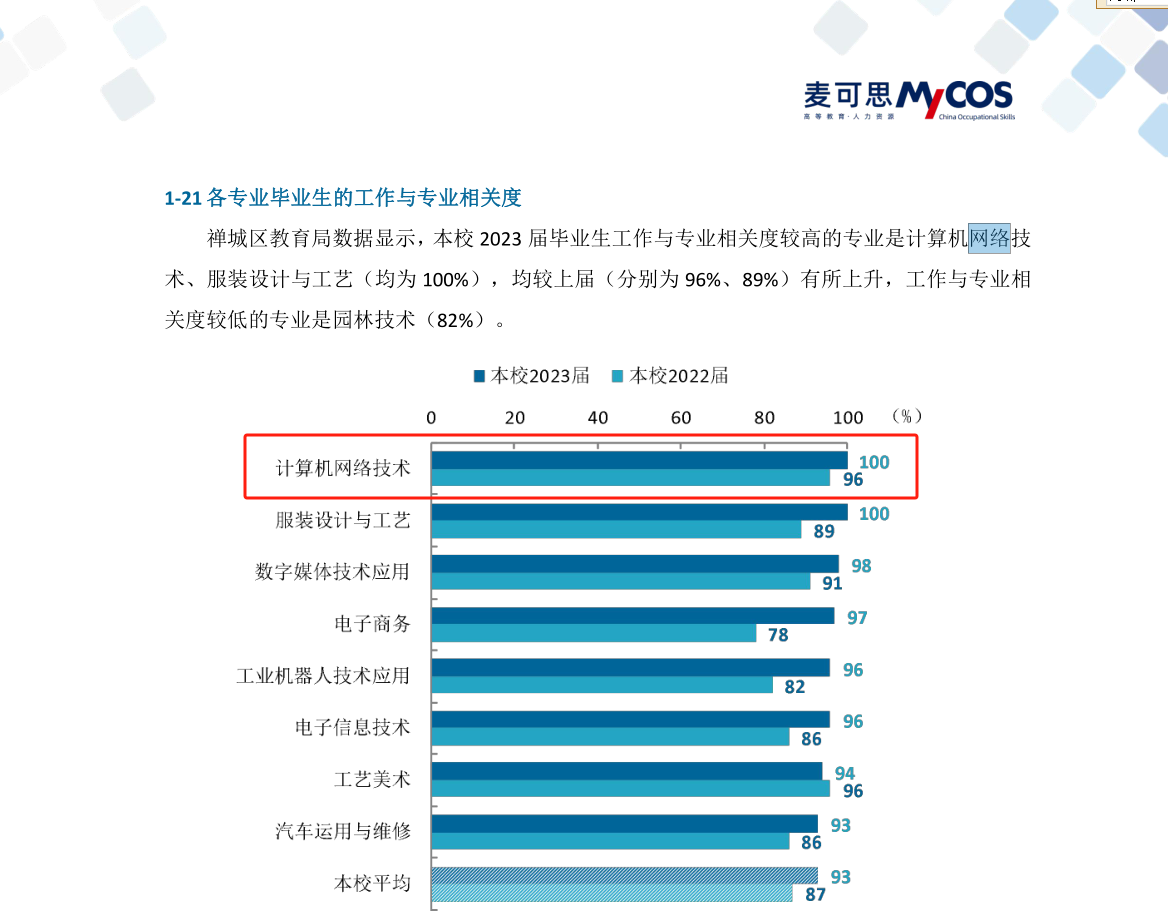 麦可思MyCOS
高等教育·人力资源 China Occupational Skills
1-21 各专业毕业生的工作与专业相关度
禅城区教育局数据显示，本校 2023 届毕业生工作与专业相关度较高的专业是计算机网络技
术、服装设计与工艺（均为 100%），均较上届（分别为 96%、89%）有所上升，工作与专业相
关度较低的专业是园林技术（82%）。
本校2023届 本校2022届
0 20 40 60 80 100 （%）
计算机网络技术 100
96
服装设计与工艺 100
89
数字媒体技术应用 98
91
电子商务 97
78
工业机器人技术应用 96
82
电子信息技术 96
86
工艺美术 94
96
汽车运用与维修 93
86
本校平均 93
87